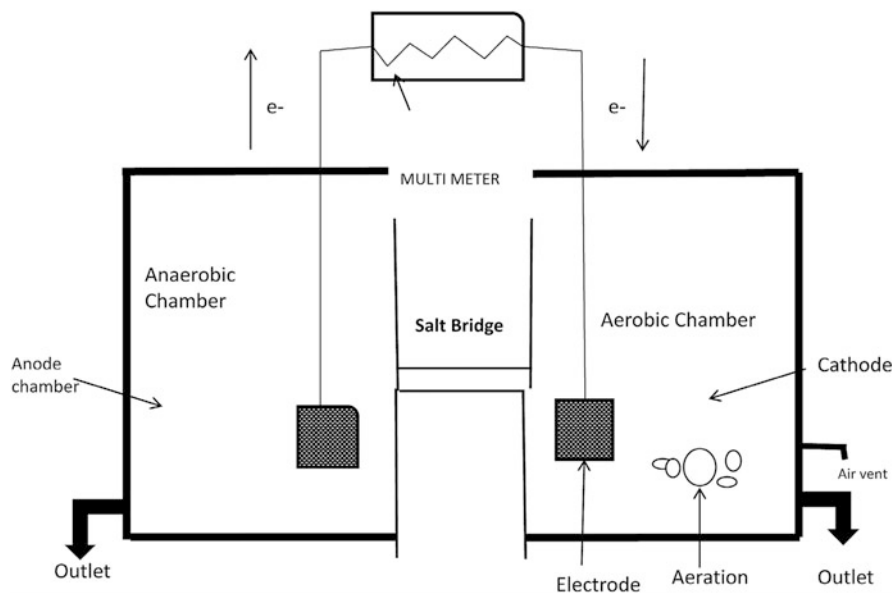 e-
e-
MULTI METER
Anaerobic
Chamber
Salt Bridge
Aerobic Chamber
Anode
chamber
Cathode
Air vent
Outlet
Electrode
Aeration
Outlet